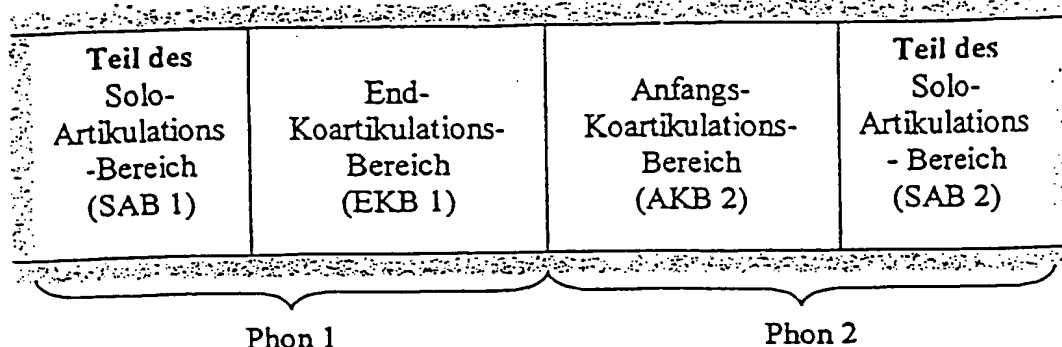 Teil des
Solo-
Artikulations
-Bereich
(SAB 1)
End-
Koartikulations-
Bereich
(EKB 1)
Anfangs-
Koartikulations-
Bereich
(AKB 2)
Teil des
Solo-
Artikulations
- Bereich
(SAB 2)
Phon 1
Phon 2